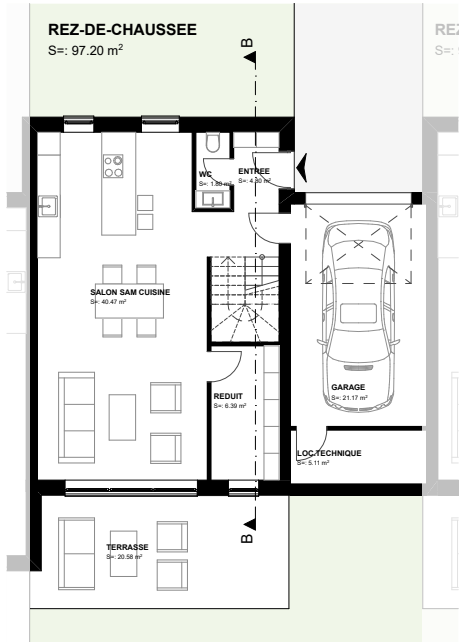 REZ-DE-CHAUSSEE
S=: 97.20 m²
REZ
S=:
B
WC
S=: 1.80 m²
ENTREE
S=: 4.30 m²
SALON SAM CUISINE
S=: 40.47 m²
REDUIT
S=: 6.39 m²
GARAGE
S=: 21.17 m²
LOC.TECHNIQUE
S=: 5.11 m²
B
TERRASSE
S=: 20.58 m²